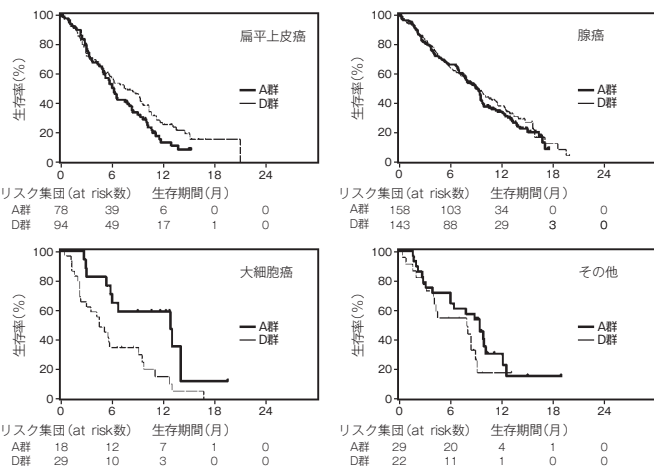 扁平上皮癌
生存率(%)
100
80
60
40
20
0
A群
D群
0 6 12 18 24
リスク集団(at risk数) 生存期間(月)
A群 78 39 6 0 0
D群 94 49 17 1 0
腺癌
生存率(%)
100
80
60
40
20
0
A群
D群
0 6 12 18 24
リスク集団(at risk数) 生存期間(月)
A群 158 103 34 0 0
D群 143 88 29 3 0
大細胞癌
生存率(%)
100
80
60
40
20
0
A群
D群
0 6 12 18 24
リスク集団(at risk数) 生存期間(月)
A群 18 12 7 1 0
D群 29 10 3 0 0
その他
生存率(%)
100
80
60
40
20
0
A群
D群
0 6 12 18 24
リスク集団(at risk数) 生存期間(月)
A群 29 20 4 1 0
D群 22 11 1 0 0